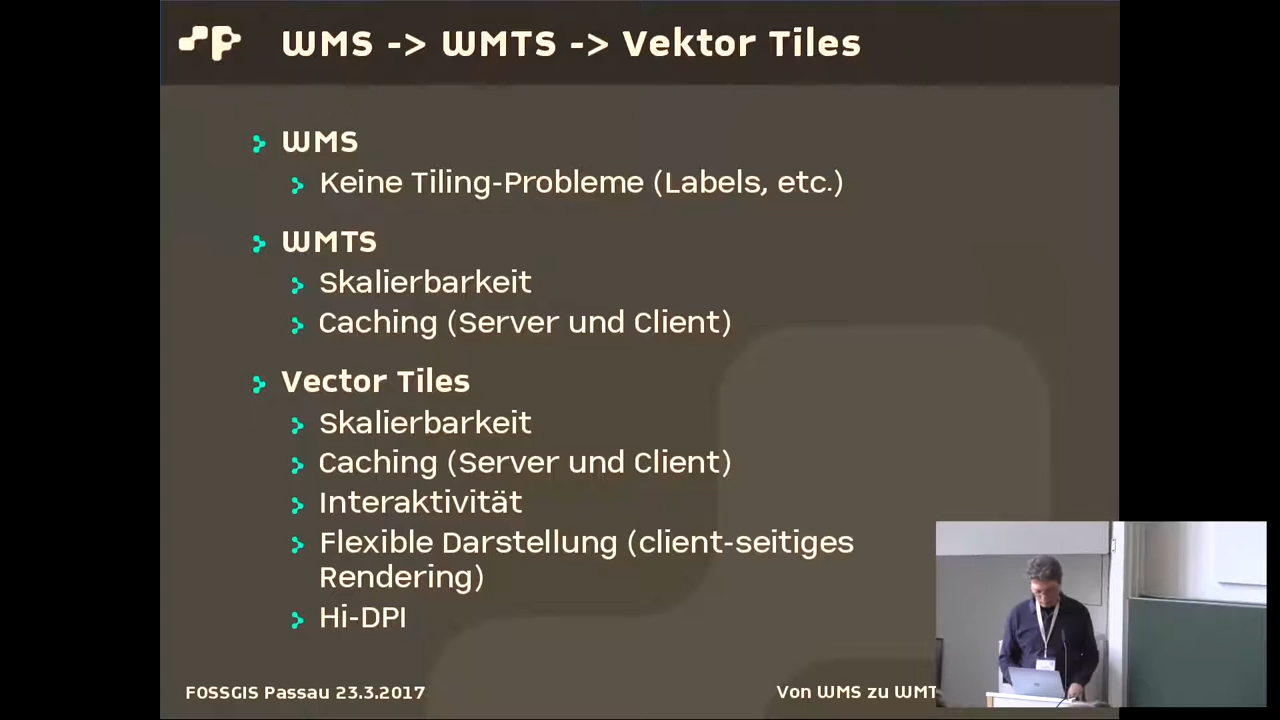 WMS -> WMTS -> Vektor Tiles
WMS
Keine Tiling-Probleme (Labels, etc.)
WMTS
Skalierbarkeit
Caching (Server und Client)
Vector Tiles
Skalierbarkeit
Caching (Server und Client)
Interaktivität
Flexible Darstellung (client-seitiges
Rendering)
Hi-DPI
FOSSGIS Passau 23.3.2017
Von WMS zu WMT